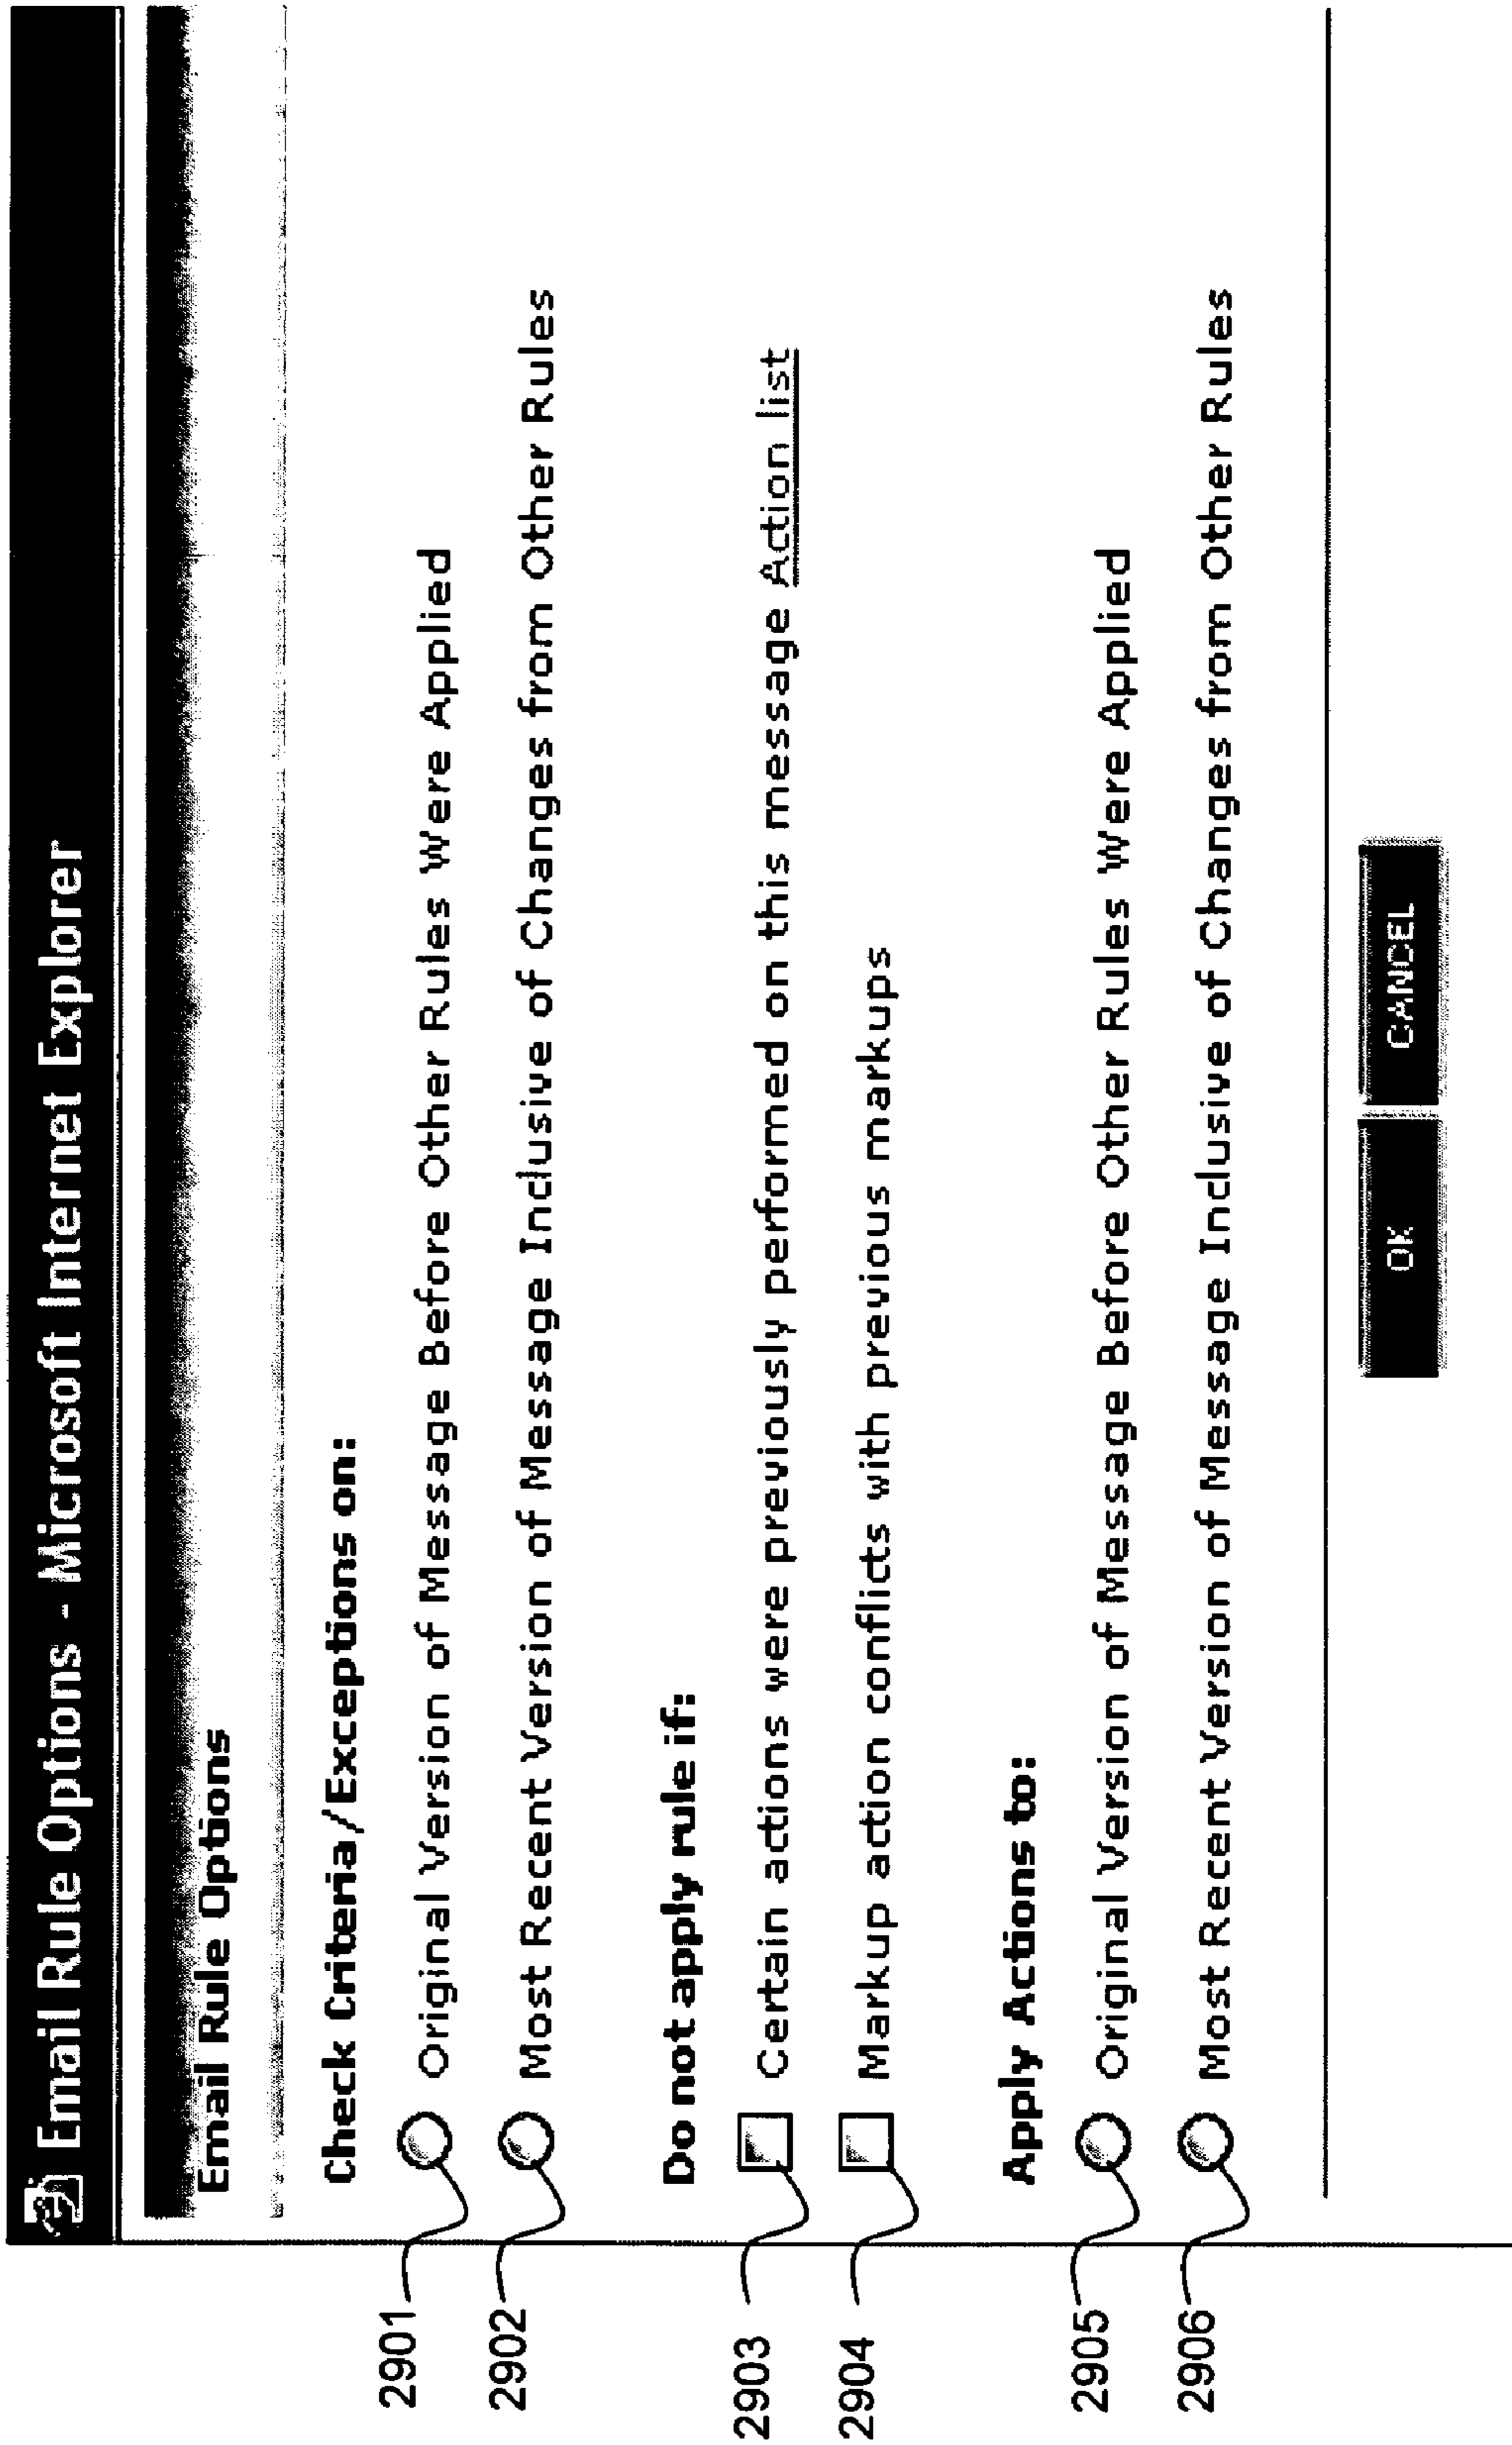 Email Rule Options - Microsoft Internet Explorer
Email Rule Options
Check Criteria/Exceptions on:
2901 Original Version of Message Before Other Rules Were Applied
2902 Most Recent Version of Message Inclusive of Changes from Other Rules
Do not apply rule if:
2903 Certain actions were previously performed on this message Action list
2904 Markup action conflicts with previous markups
Apply Actions to:
2905 Original Version of Message Before Other Rules Were Applied
2906 Most Recent Version of Message Inclusive of Changes from Other Rules
OK CANCEL